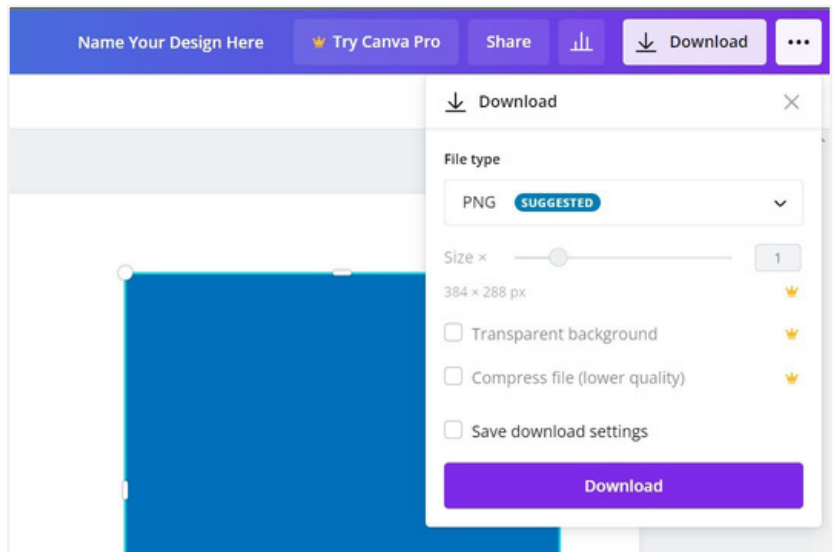 Name Your Design Here Try Canva Pro Share Download
Download
File type
PNG SUGGESTED
Size × 1
384 × 288 px
Transparent background
Compress file (lower quality)
Save download settings
Download